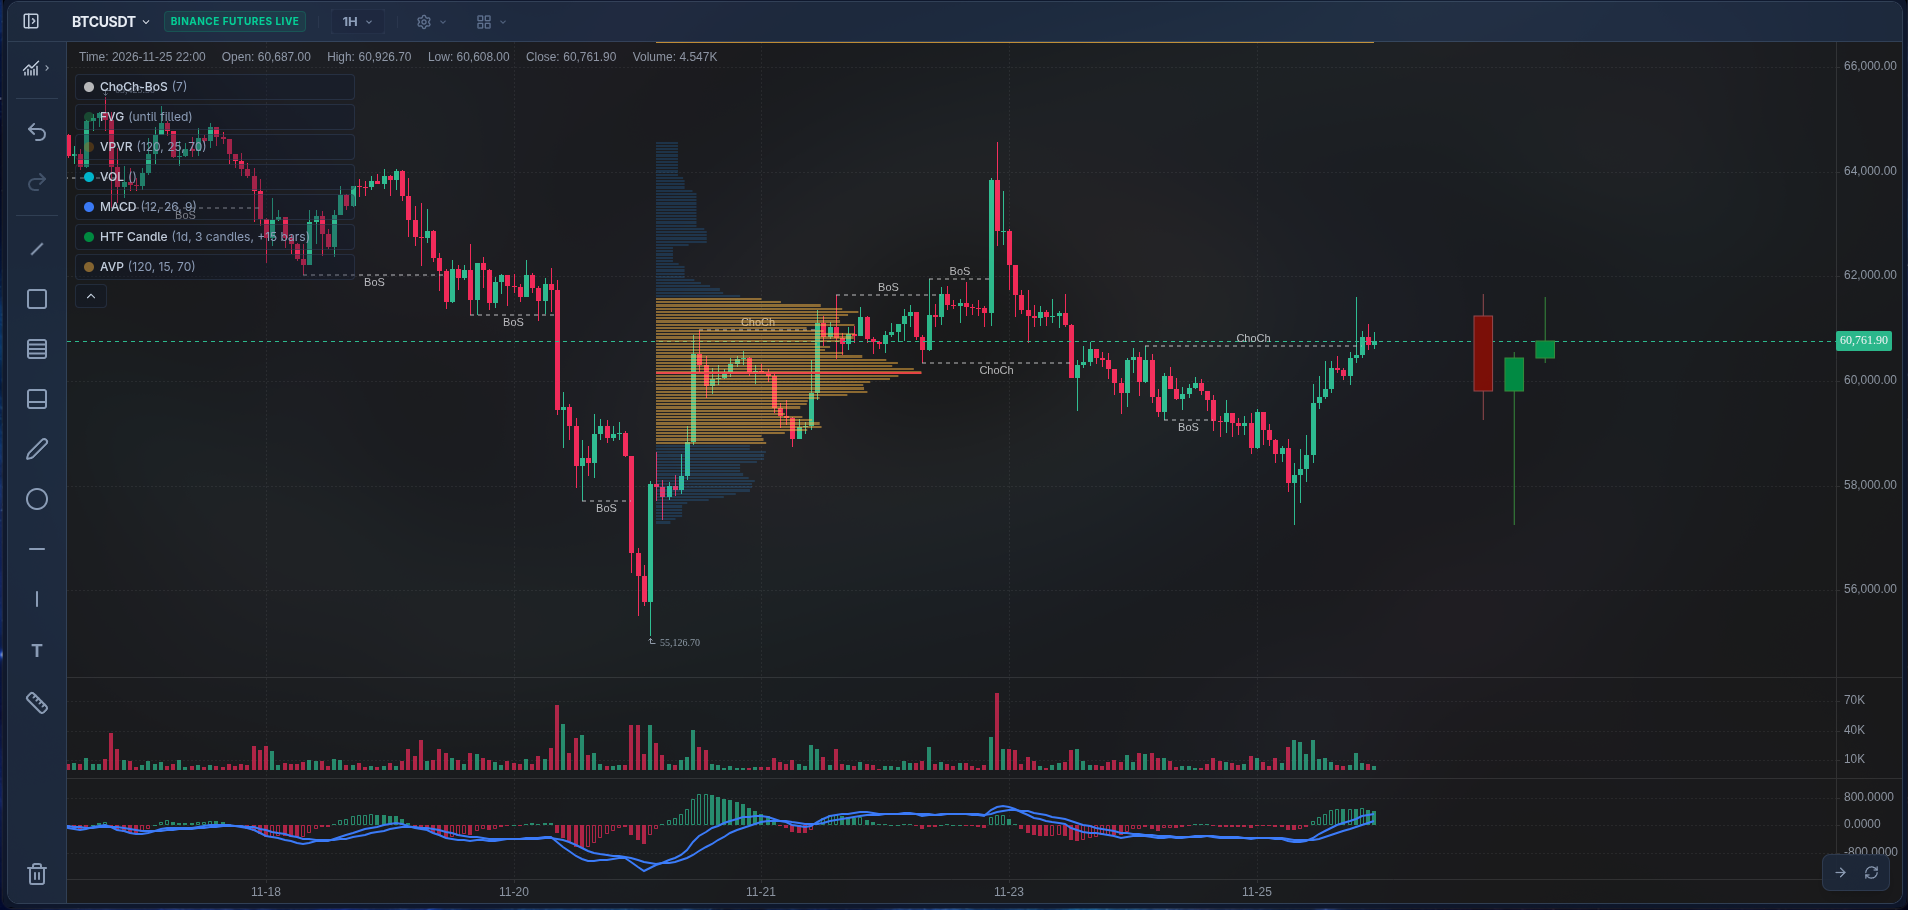 BTCUSDT BINANCE FUTURES LIVE 1H
Time: 2026-11-25 22:00 Open: 60,687.00 High: 60,926.70 Low: 60,608.00 Close: 60,761.90 Volume: 4.547K
66,000.00
ChoCh-BoS (7)
FVG (until filled)
VPVR (120, 25, 70)
64,000.00
VOL ()
MACD (12, 26, 9)
BoS
HTF Candle (1d, 3 candles, +15 bars)
AVP (120, 15, 70)
BoS
62,000.00
BoS
BoS
BoS
ChoCh
ChoCh
60,761.90
ChoCh
60,000.00
BoS
58,000.00
BoS
56,000.00
55,126.70
T
70K
40K
10K
800.0000
0.0000
-800.0000
11-18 11-20 11-21 11-23 11-25